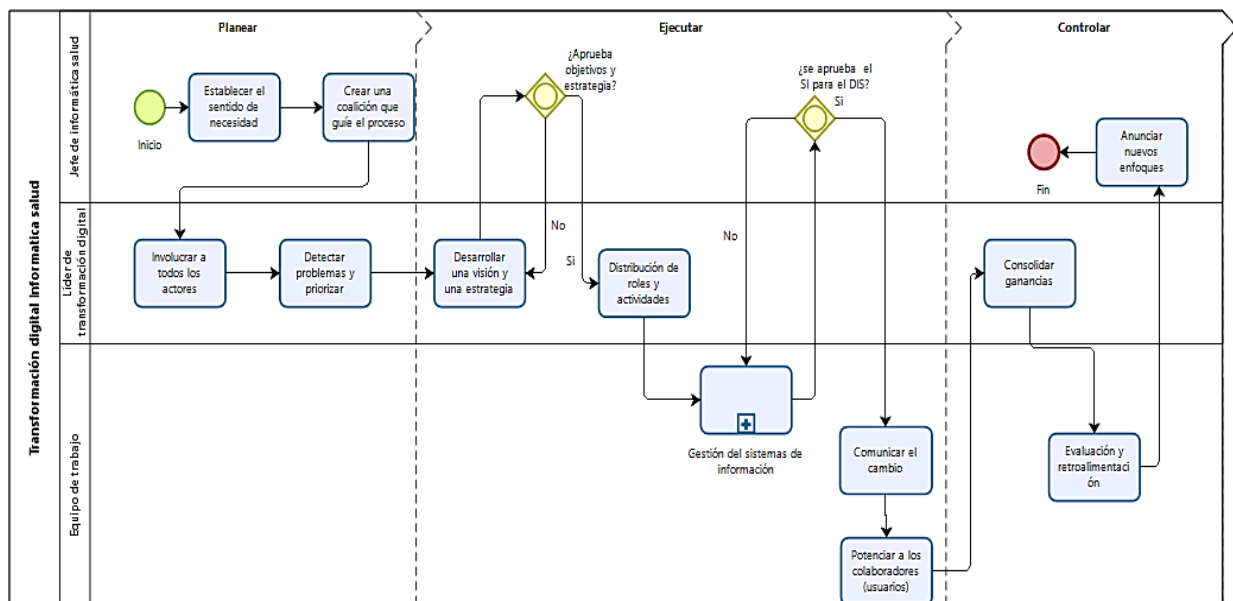 Transformación digital Informatica salud
Planear
Ejecutar
Controlar
Jefe de informática salud
Inicio
Establecer el
sentido de
necesidad
Crear una
coalición que
guíe el proceso
¿Aprueba
objetivos y
estrategia?
¿se aprueba el
SI para el DIS?
Si
Anunciar
nuevos
enfoques
Fin
Líder de
transformación digital
Involucrar a
todos los
actores
Detectar
problemas y
priorizar
Desarrollar
una visión y
una estrategia
No
Si
Distribución de
roles y
actividades
No
Consolidar
ganancias
Equipo de trabajo
Gestión del sistemas de
información
Comunicar el
cambio
Potenciar a los
colaboradores
(usuarios)
Evaluación y
retroalimentaci
ón